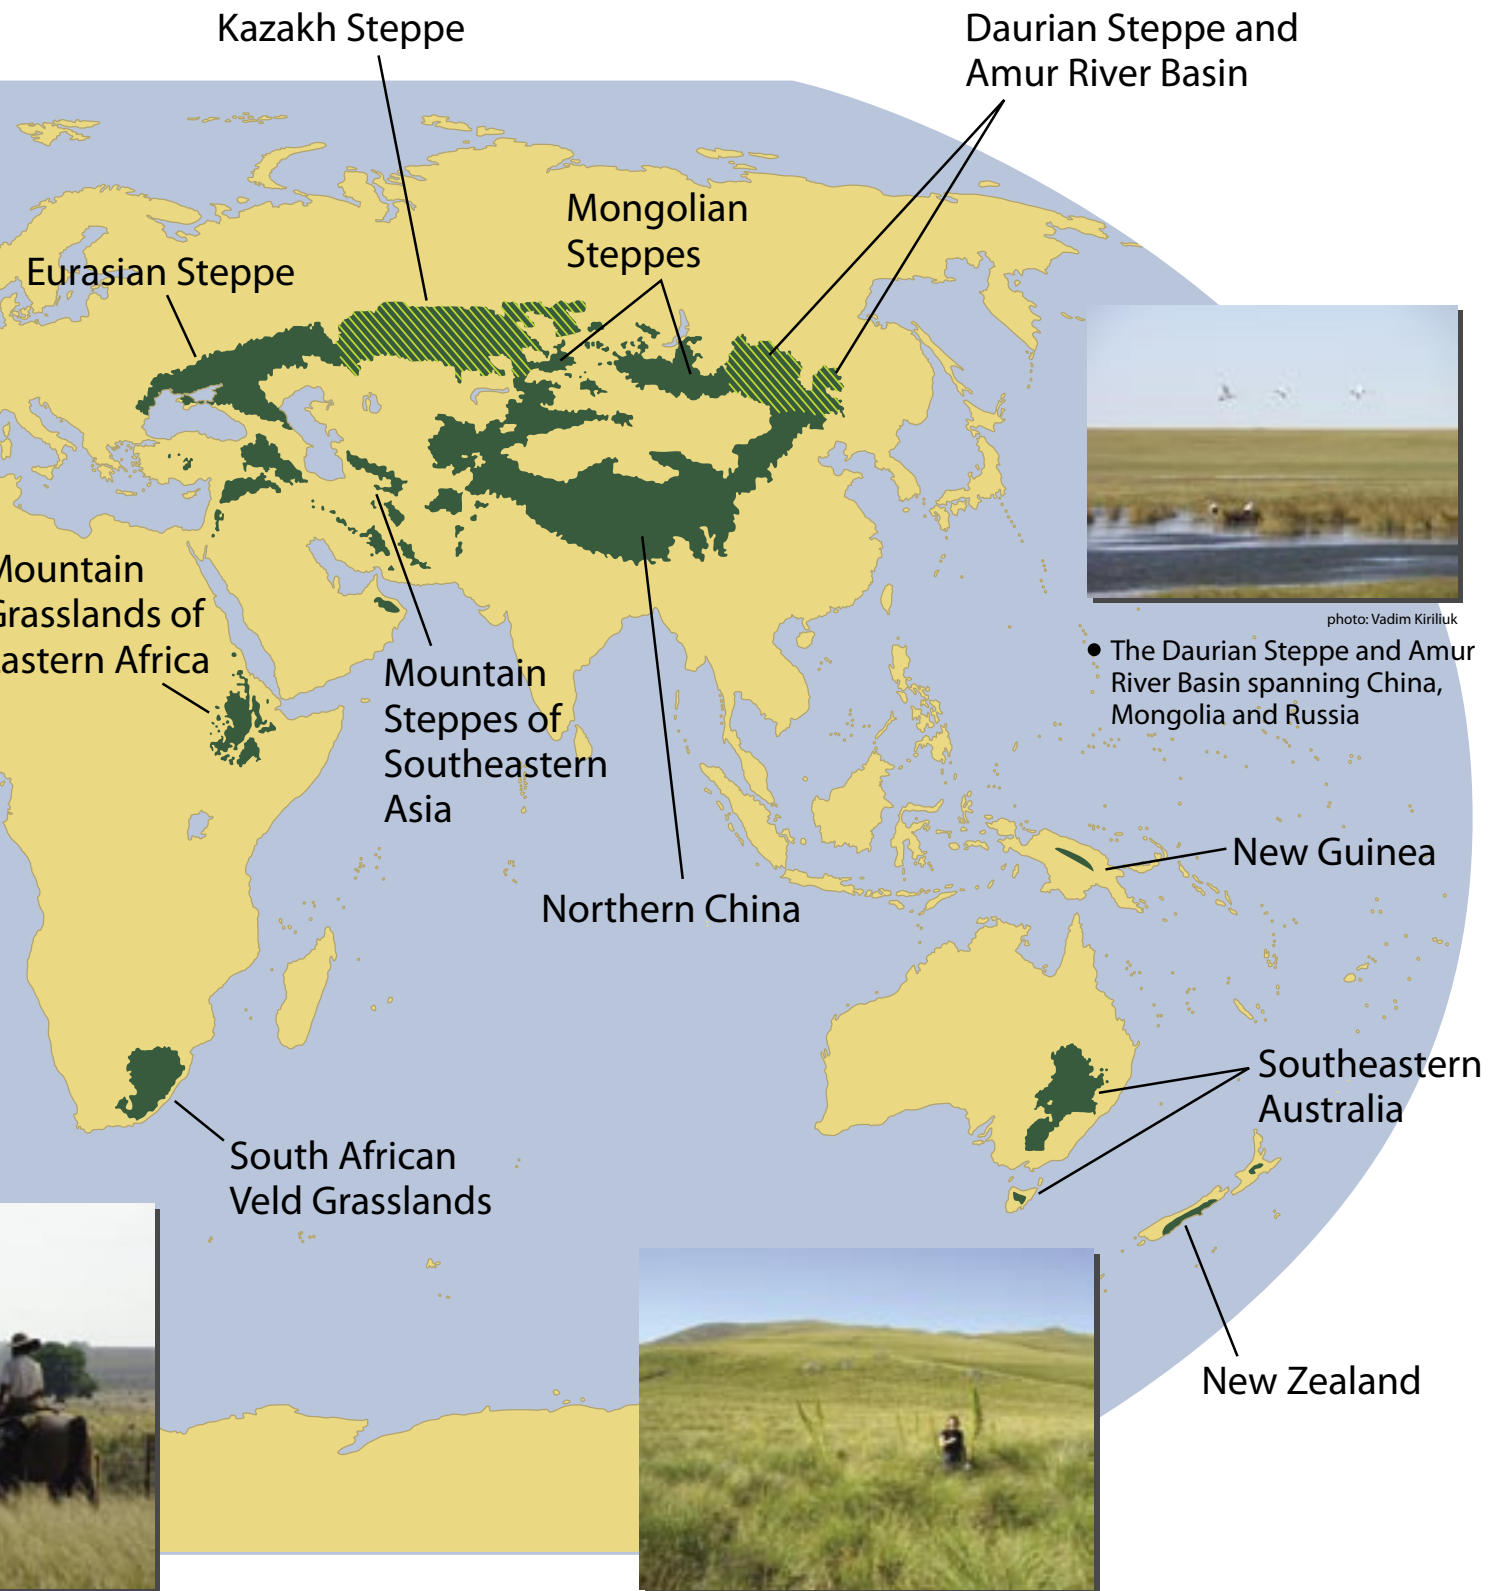 Kazakh Steppe
Daurian Steppe and
Amur River Basin
Mongolian
Steppes
Eurasian Steppe
Mountain
Grasslands of
astern Africa
photo: Vadim Kiriliuk
● The Daurian Steppe and Amur
River Basin spanning China,
Mongolia and Russia
Mountain
Steppes of
Southeastern
Asia
New Guinea
Northern China
Southeastern
Australia
South African
Veld Grasslands
New Zealand